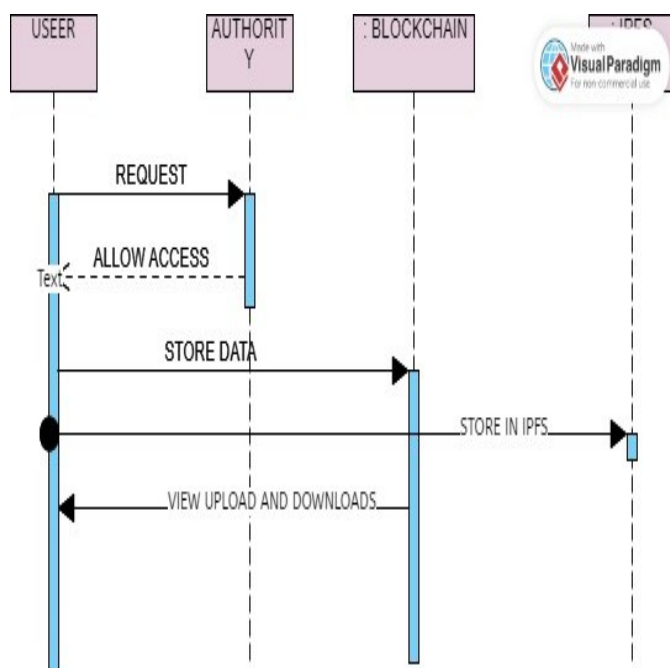 USEER
AUTHORIT
Y
: BLOCKCHAIN
: IPFS
Made with
Visual Paradigm
For non-commercial use
REQUEST
ALLOW ACCESS
Text
STORE DATA
STORE IN IPFS
VIEW UPLOAD AND DOWNLOADS